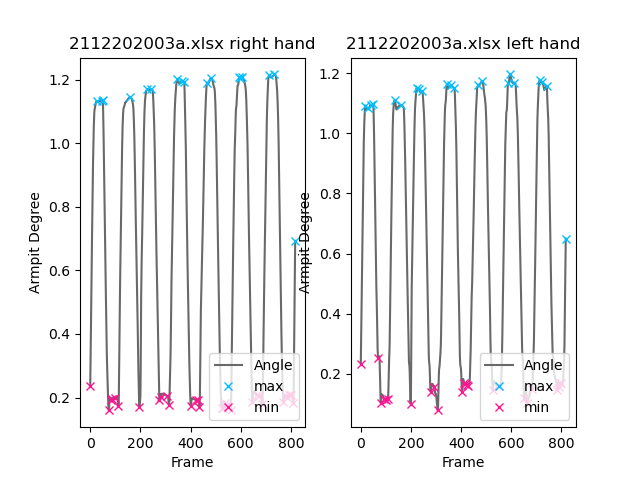 2112202003a.xlsx right hand
1.2
1.0
0.8
0.6
0.4
0.2
Armpit Degree
0
200
400
600
800
Frame
Angle
max
min
2112202003a.xlsx left hand
1.2
1.0
0.8
0.6
0.4
0.2
Armpit Degree
0
200
400
600
800
Frame
Angle
max
min